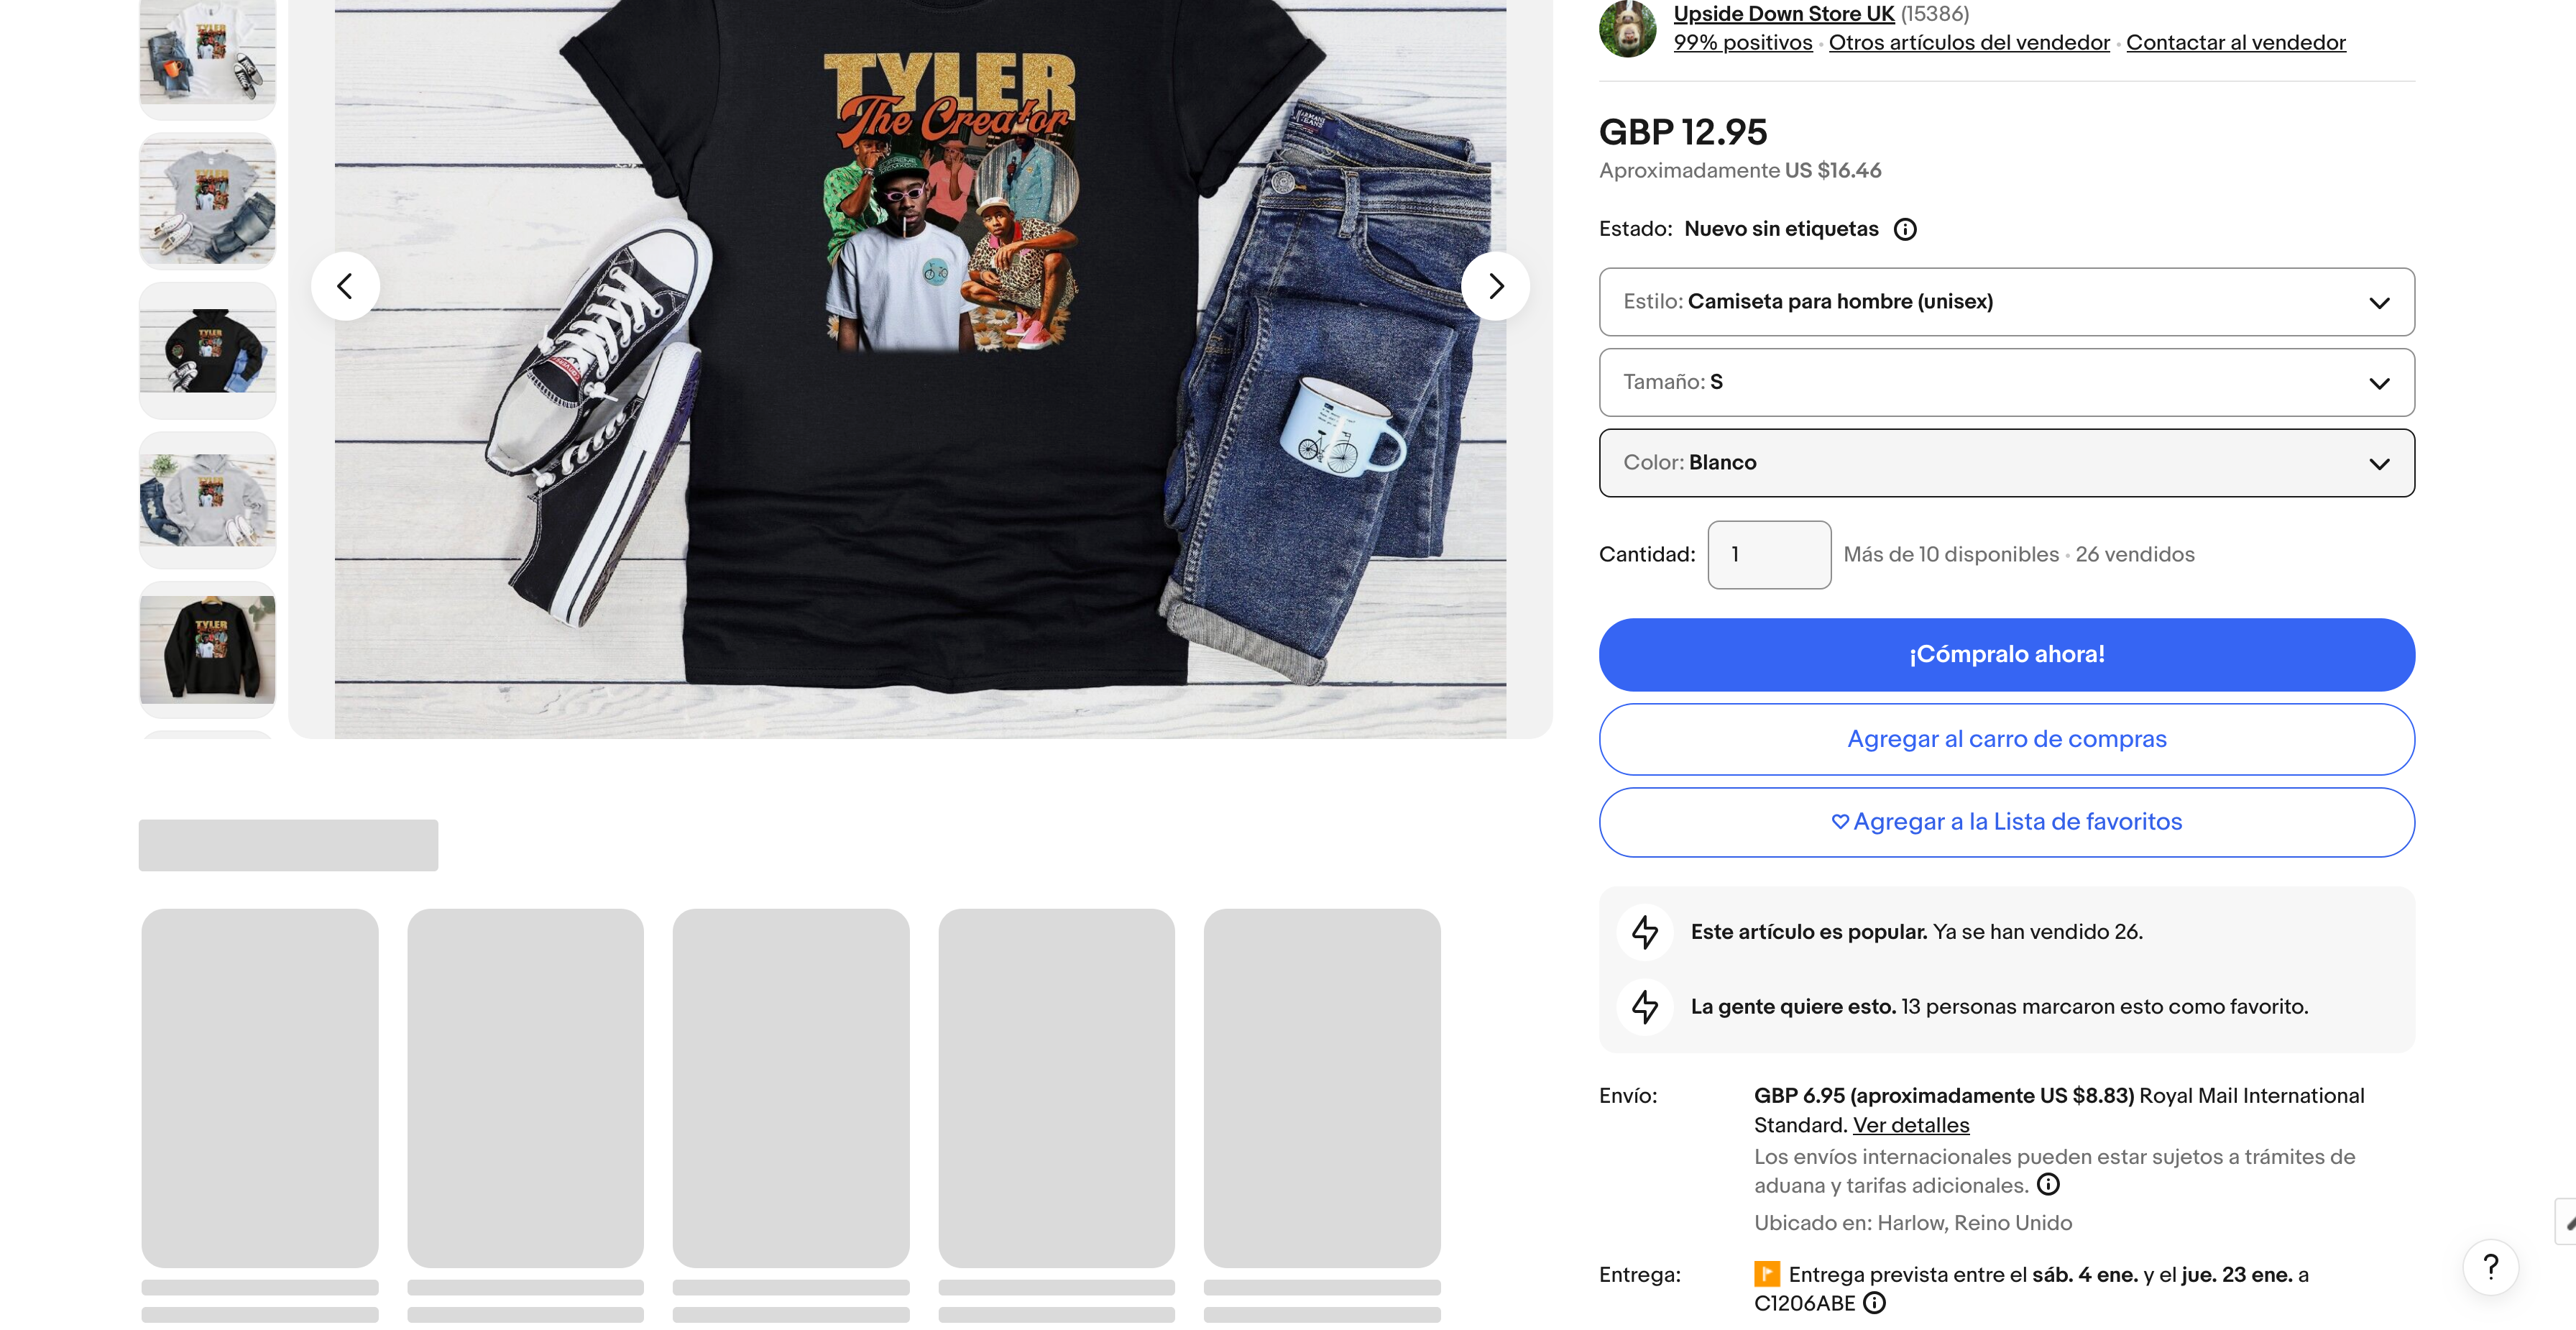 TYLER
The Creator
Upside Down Store UK (15386)
99% positivos • Otros artículos del vendedor • Contactar al vendedor
GBP 12.95
Aproximadamente US $16.46
Estado: Nuevo sin etiquetas
Estilo: Camiseta para hombre (unisex)
Tamaño: S
Color: Blanco
Cantidad: 1 Más de 10 disponibles • 26 vendidos
¡Cómpralo ahora!
Agregar al carro de compras
Agregar a la Lista de favoritos
Este artículo es popular. Ya se han vendido 26.
La gente quiere esto. 13 personas marcaron esto como favorito.
Envío: GBP 6.95 (aproximadamente US $8.83) Royal Mail International
Standard. Ver detalles
Los envíos internacionales pueden estar sujetos a trámites de
aduana y tarifas adicionales.
Ubicado en: Harlow, Reino Unido
Entrega: Entrega prevista entre el sáb. 4 ene. y el jue. 23 ene. a
C1206ABE
?